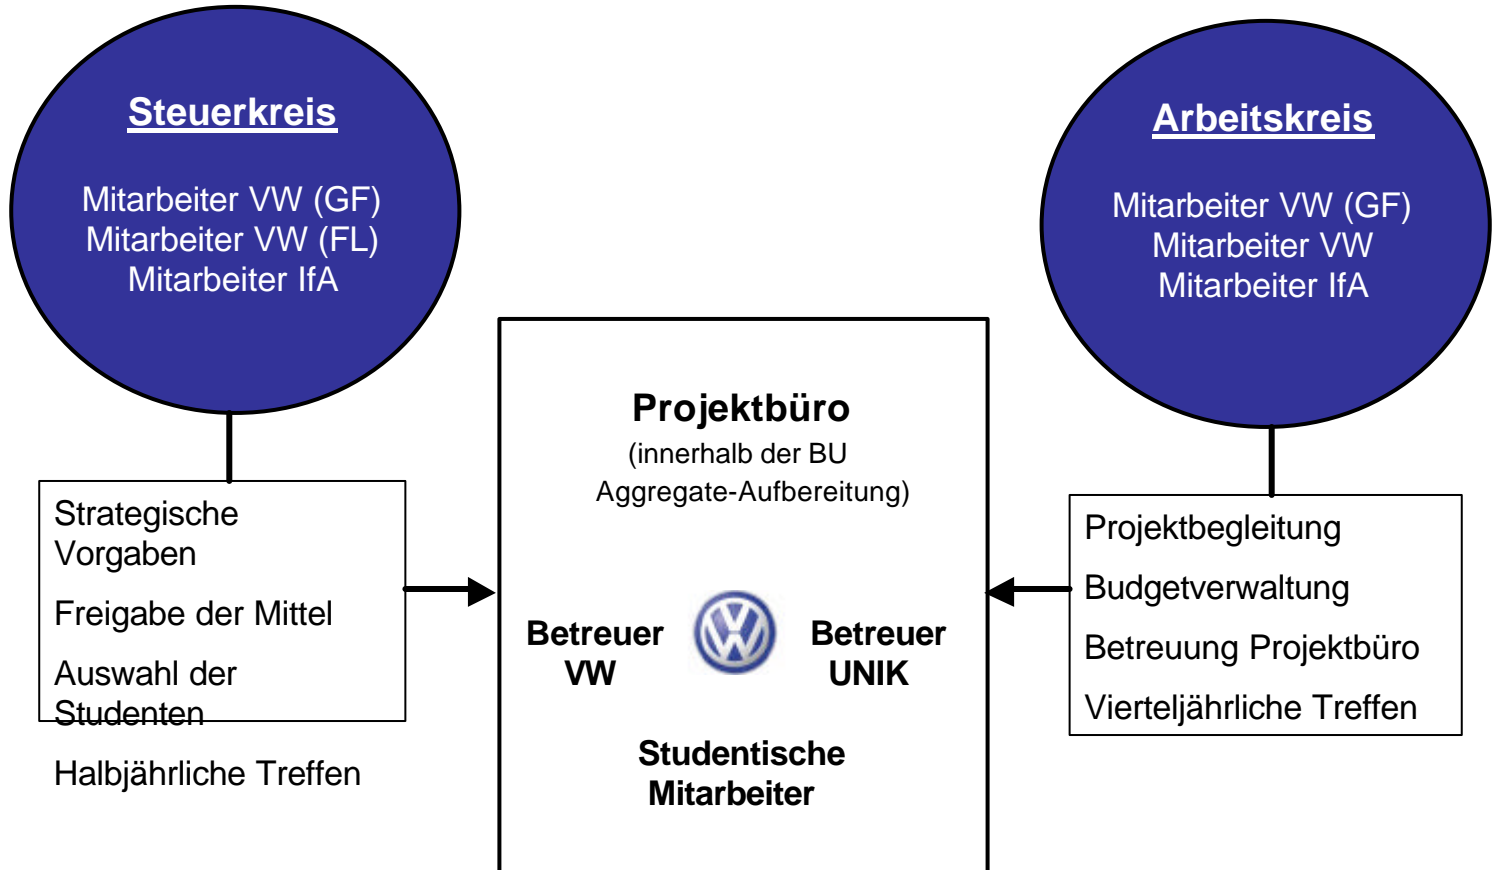 Steuerkreis
Mitarbeiter VW (GF)
Mitarbeiter VW (FL)
Mitarbeiter IfA
Strategische
Vorgaben
Freigabe der Mittel
Auswahl der
Studenten
Halbjährliche Treffen
Projektbüro
(innerhalb der BU
Aggregate-Aufbereitung)
Betreuer
VW
VW
Betreuer
UNIK
Studentische
Mitarbeiter
Arbeitskreis
Mitarbeiter VW (GF)
Mitarbeiter VW
Mitarbeiter IfA
Projektbegleitung
Budgetverwaltung
Betreuung Projektbüro
Vierteljährliche Treffen